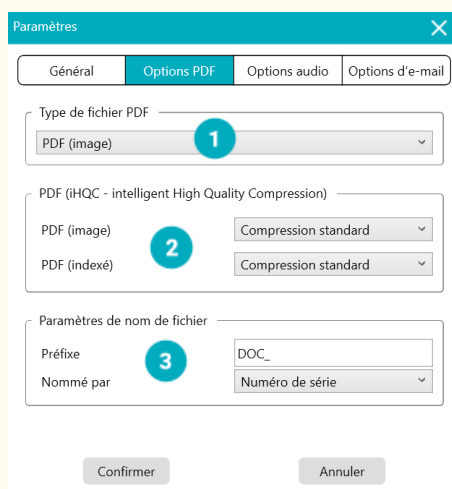 Paramètres
Général Options PDF Options audio Options d'e-mail
Type de fichier PDF
PDF (image) 1
PDF (iHQC - intelligent High Quality Compression)
PDF (image) Compression standard
2
PDF (indexé) Compression standard
Paramètres de nom de fichier
Préfixe DOC_
3
Nommé par Numéro de série
Confirmer Annuler